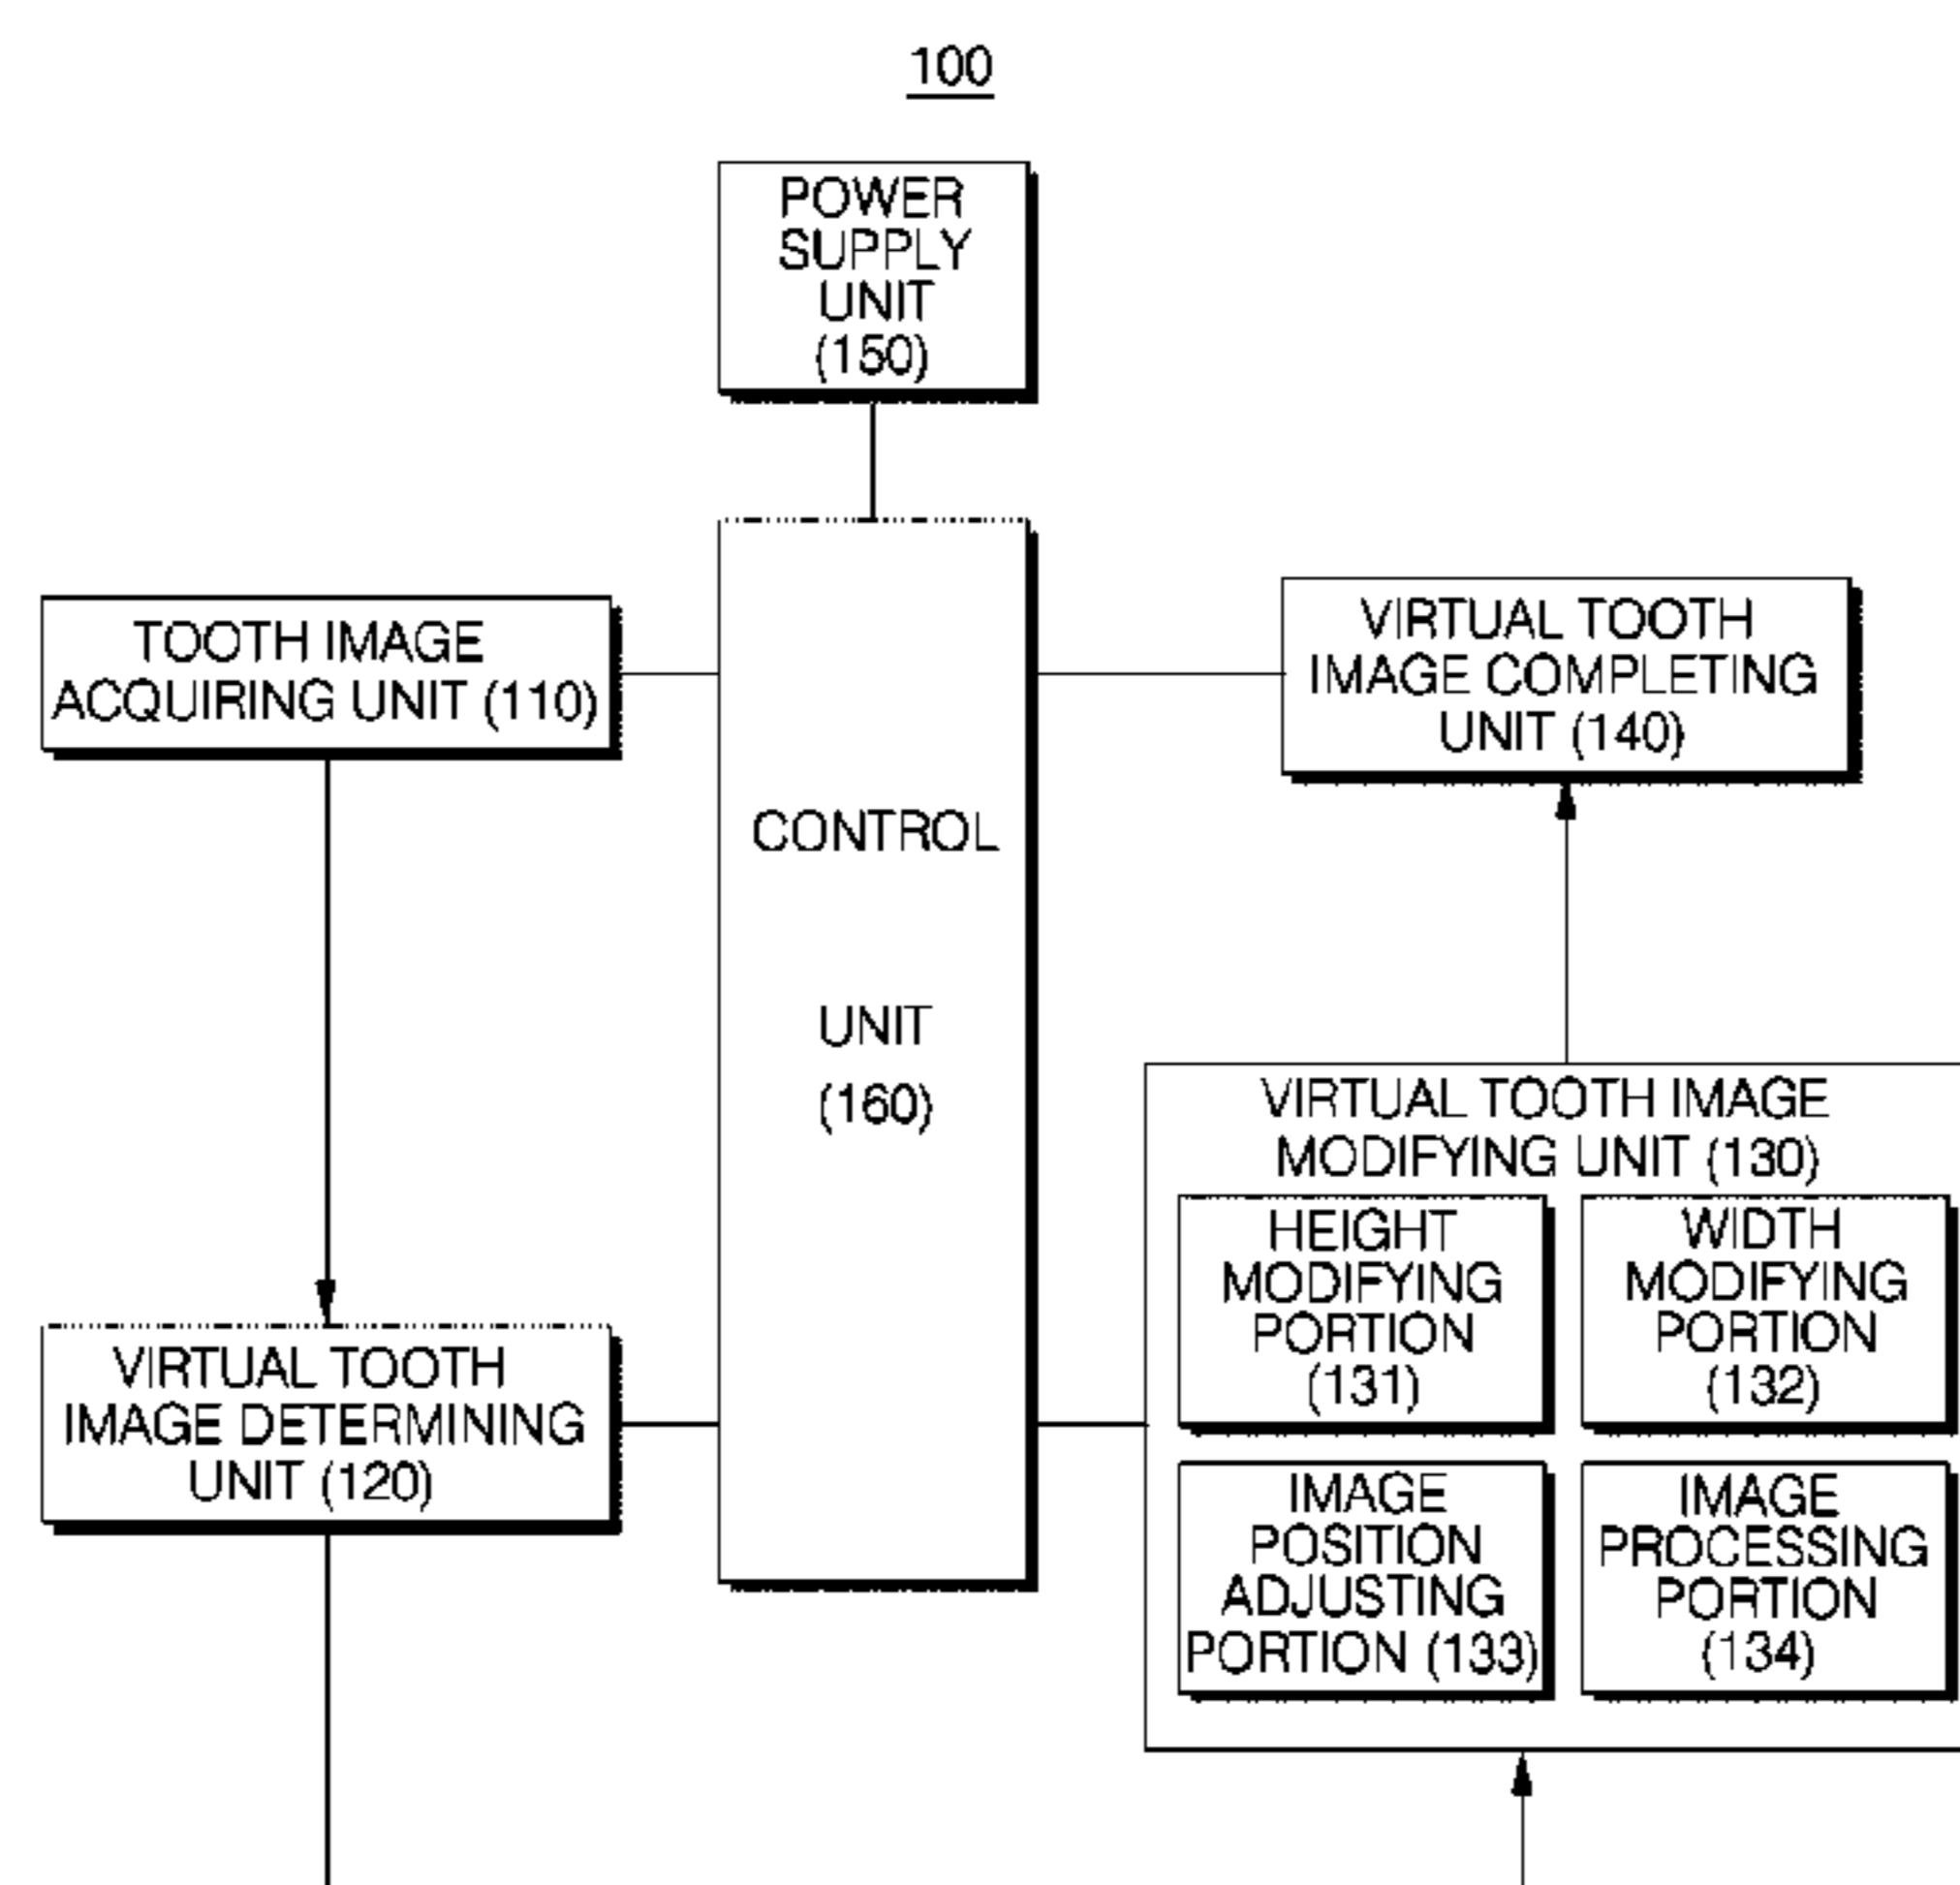 100
POWER
SUPPLY
UNIT
(150)
TOOTH IMAGE
ACQUIRING UNIT (110)
CONTROL
UNIT
(160)
VIRTUAL TOOTH
IMAGE COMPLETING
UNIT (140)
VIRTUAL TOOTH
IMAGE DETERMINING
UNIT (120)
VIRTUAL TOOTH IMAGE
MODIFYING UNIT (130)
HEIGHT
MODIFYING
PORTION
(131)
WIDTH
MODIFYING
PORTION
(132)
IMAGE
POSITION
ADJUSTING
PORTION (133)
IMAGE
PROCESSING
PORTION
(134)